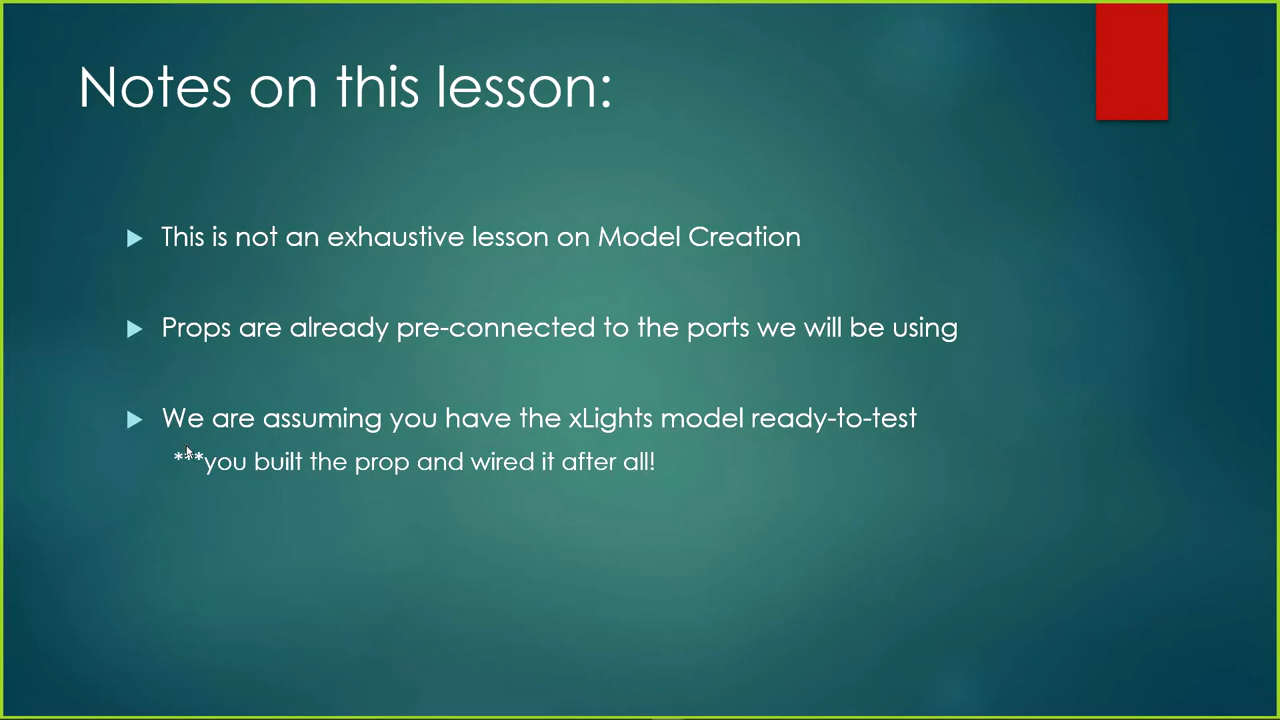 Notes on this lesson:
This is not an exhaustive lesson on Model Creation
Props are already pre-connected to the ports we will be using
We are assuming you have the xLights model ready-to-test
***you built the prop and wired it after all!